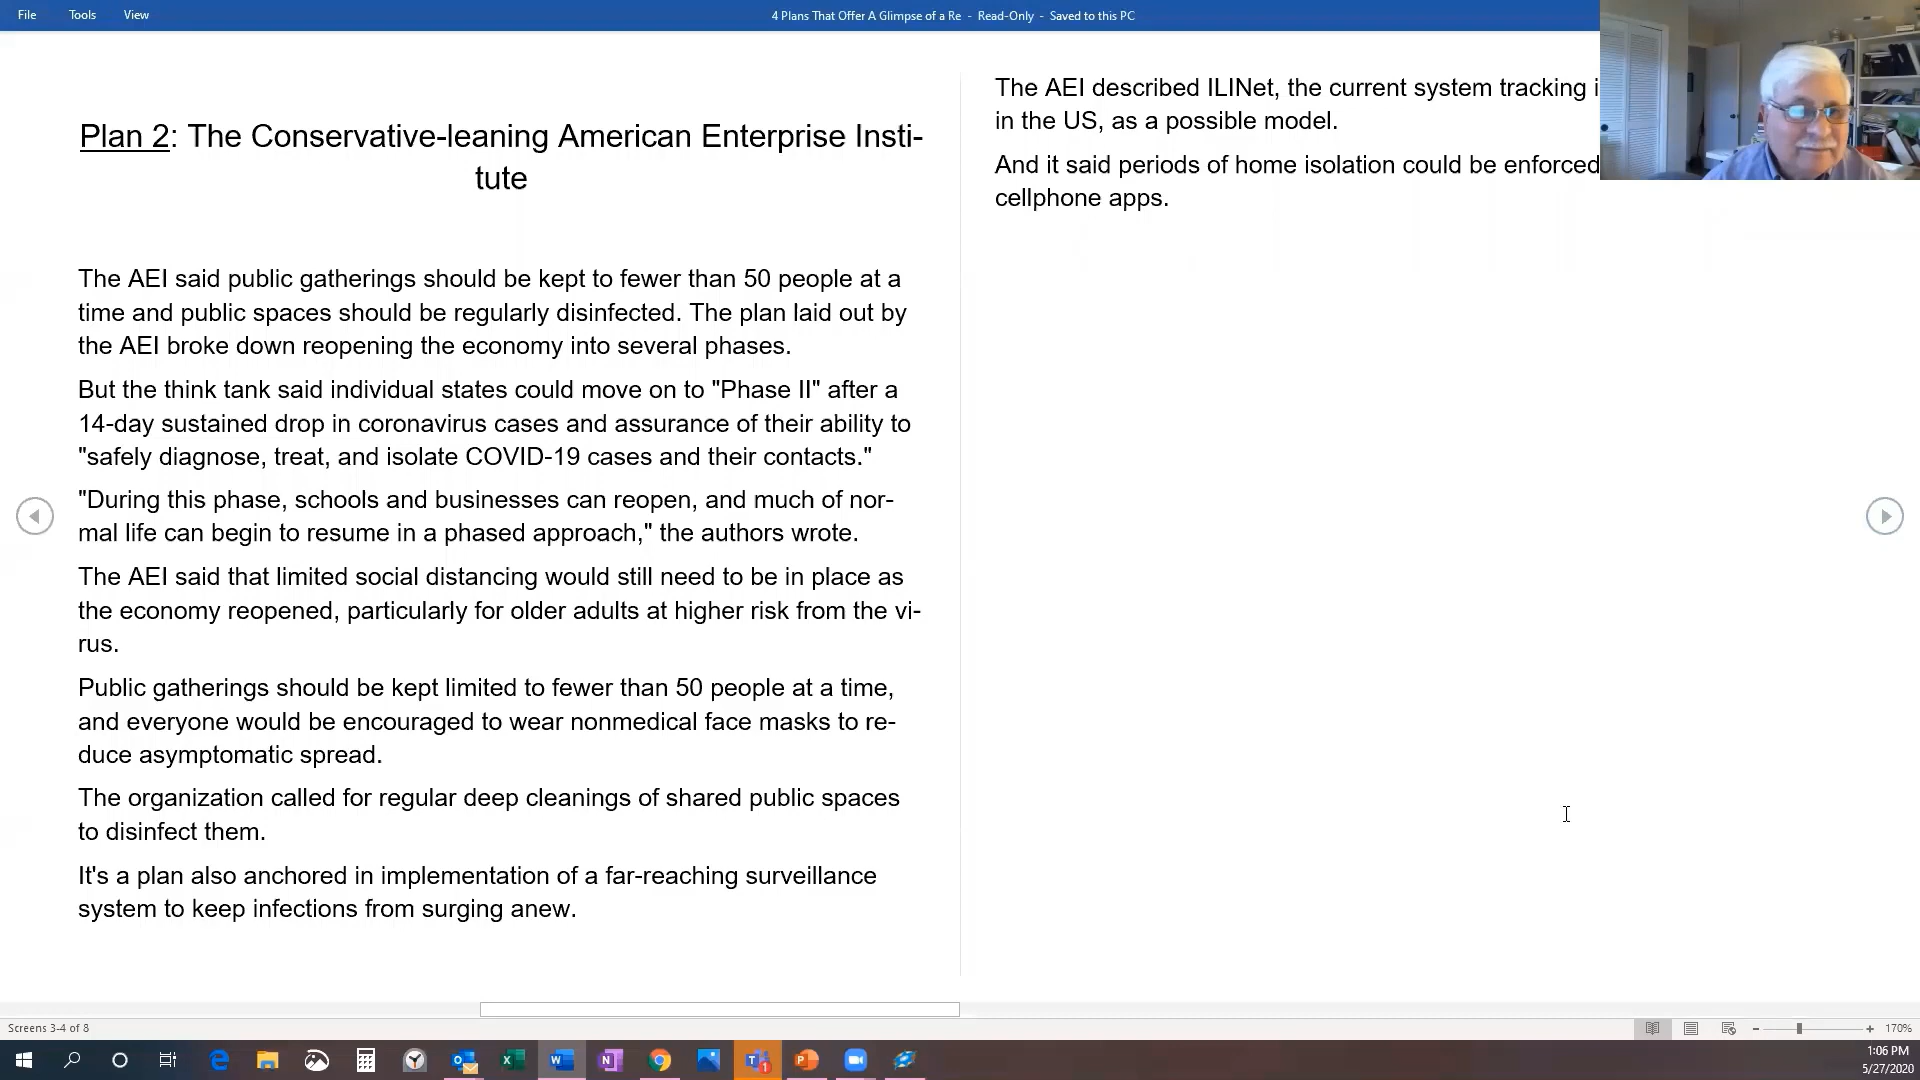 File Tools View
4 Plans That Offer A Glimpse of a Re - Read-Only - Saved to this PC
Plan 2: The Conservative-leaning American Enterprise Insti-
tute
The AEI said public gatherings should be kept to fewer than 50 people at a
time and public spaces should be regularly disinfected. The plan laid out by
the AEI broke down reopening the economy into several phases.
But the think tank said individual states could move on to "Phase II" after a
14-day sustained drop in coronavirus cases and assurance of their ability to
"safely diagnose, treat, and isolate COVID-19 cases and their contacts."
"During this phase, schools and businesses can reopen, and much of nor-
mal life can begin to resume in a phased approach," the authors wrote.
The AEI said that limited social distancing would still need to be in place as
the economy reopened, particularly for older adults at higher risk from the vi-
rus.
Public gatherings should be kept limited to fewer than 50 people at a time,
and everyone would be encouraged to wear nonmedical face masks to re-
duce asymptomatic spread.
The organization called for regular deep cleanings of shared public spaces
to disinfect them.
It's a plan also anchored in implementation of a far-reaching surveillance
system to keep infections from surging anew.
The AEI described ILINet, the current system tracking
in the US, as a possible model.
And it said periods of home isolation could be enforced
cellphone apps.
Screens 3-4 of 8
170%
1:06 PM
5/27/2020